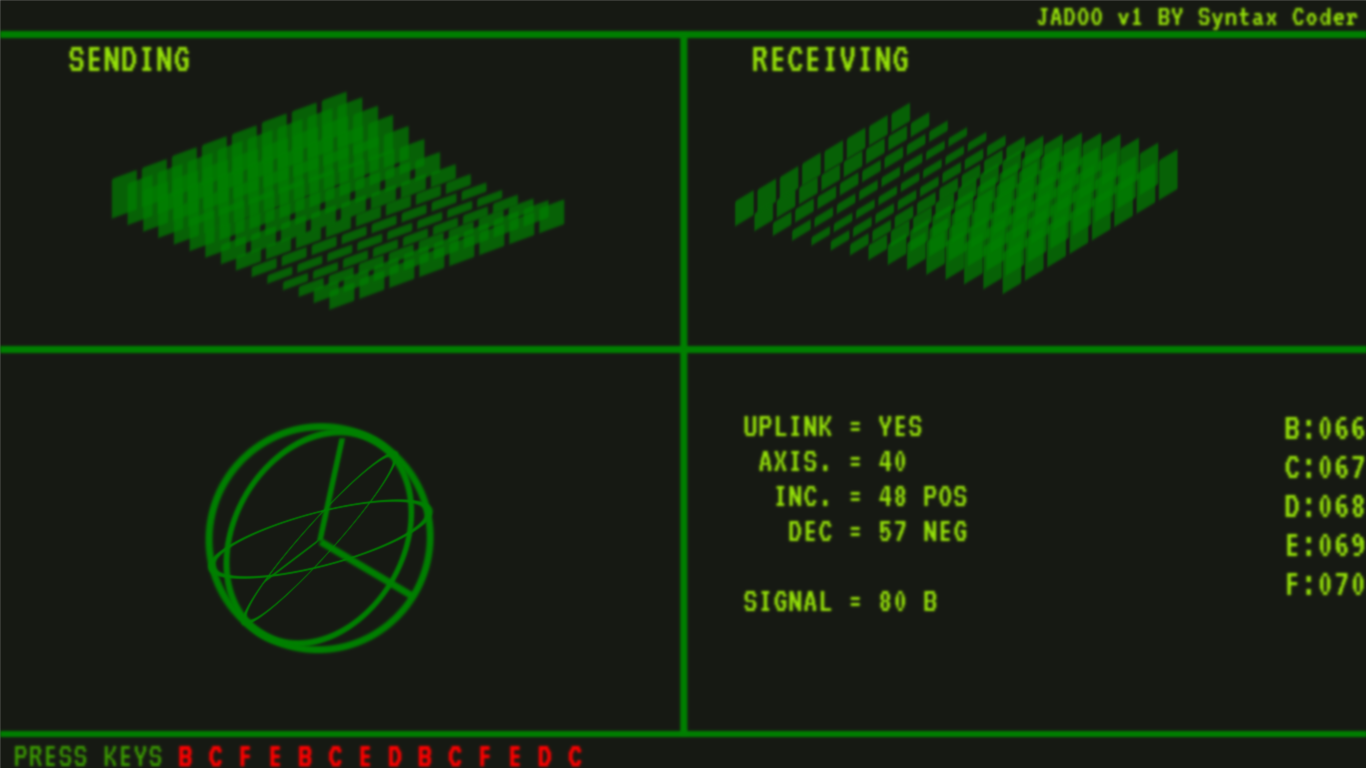 JADOO v1 BY Syntax Coder
SENDING
RECEIVING
UPLINK = YES
AXIS. = 40
INC. = 48 POS
DEC = 57 NEG
SIGNAL = 80 B
B:066
C:067
D:068
E:069
F:070
PRESS KEYS B C F E B C E D B C F E D C